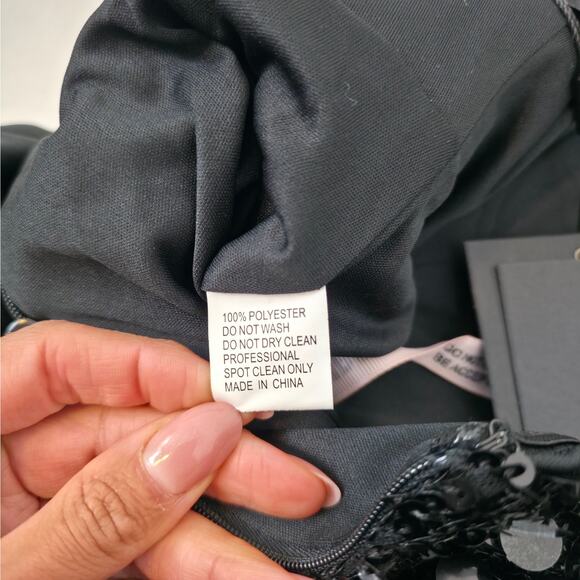 100% POLYESTER
DO NOT WASH
DO NOT DRY CLEAN
PROFESSIONAL
SPOT CLEAN ONLY
MADE IN CHINA